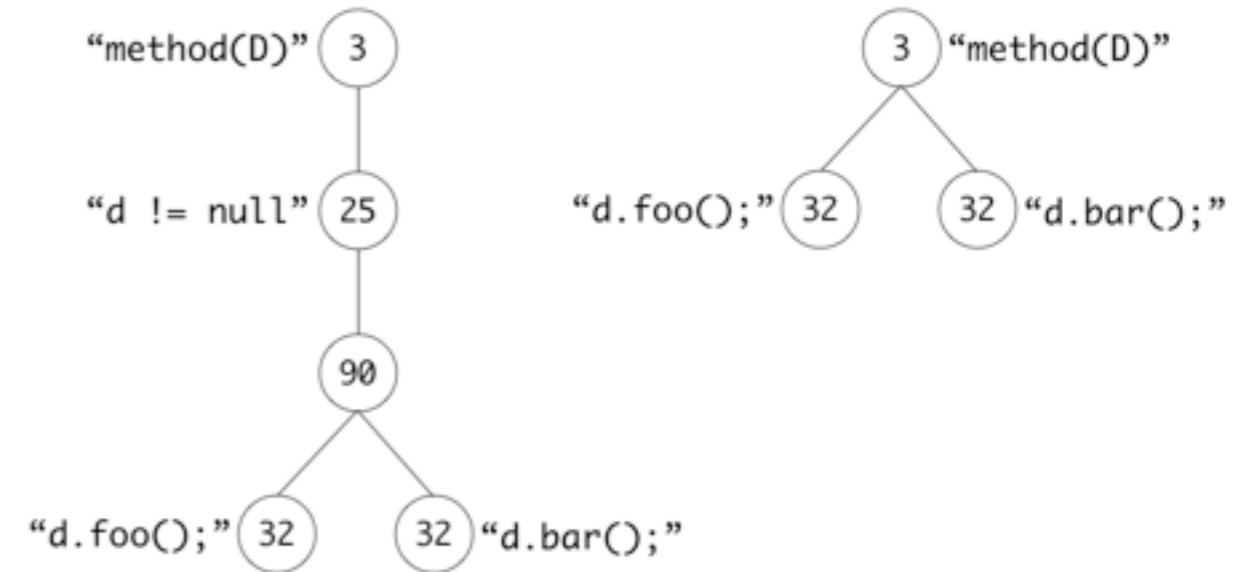 “method(D)” 3
3 “method(D)”
“d != null” 25
“d.foo();” 32
32 “d.bar();”
90
“d.foo();” 32
32 “d.bar();”